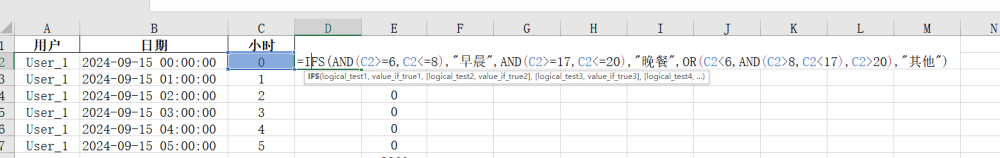 A B C D E F G H I J K L M N
1 用户 日期 小时
2 User_1 2024-09-15 00:00:00 0 =IFS(AND(C2>=6,C2<=8),"早晨",AND(C2>=17,C2<=20),"晚餐",OR(C2<6,AND(C2>8,C2<17),C2>20),"其他")
3 User_1 2024-09-15 01:00:00 1 IFS(logical_test1, value_if_true1, [logical_test2, value_if_true2], [logical_test3, value_if_true3], [logical_test4, ...)
4 User_1 2024-09-15 02:00:00 2 0
5 User_1 2024-09-15 03:00:00 3 0
6 User_1 2024-09-15 04:00:00 4 0
7 User_1 2024-09-15 05:00:00 5 0